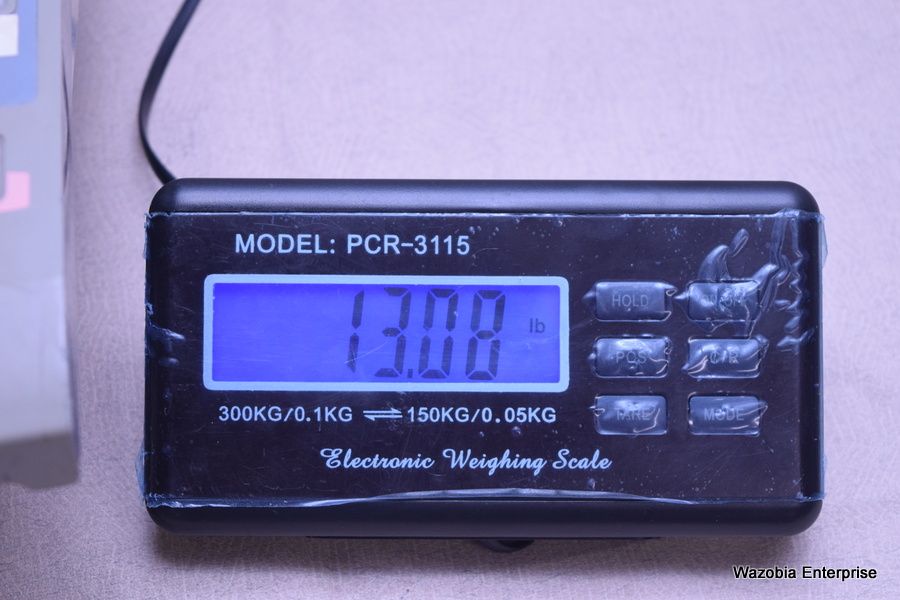 MODEL: PCR-3115
13.08 lb
HOLD
PCS
TARE MODE
300KG/0.1KG ⇌ 150KG/0.05KG
Electronic Weighing Scale
Wazobia Enterprise